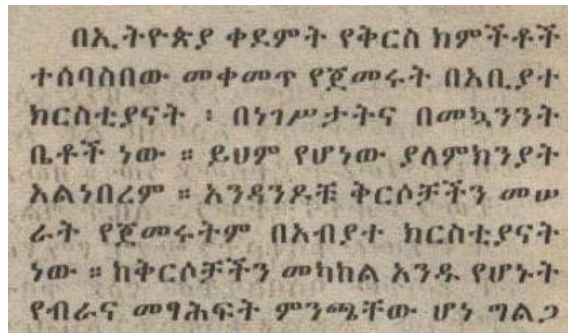 በኢትዮጵያ ቀደምት የቅርስ ክምችቶች
ተሰባስበው መቀመጥ የጀመሩት በአቢያተ
ክርስቲያናት ፡ በነገሥታትና በመኳንንት
ቤቶች ነው ። ይህም የሆነው ያለምክንያት
አልነበረም ። አንዳንዶቹ ቅርሶቻችን መሠ
ራት የጀመሩትም በአብያተ ክርስቲያናት
ነው ። ከቅርሶቻችን መካከል አንዱ የሆኑት
የብራና መፃሕፍት ምንጫቸው ሆነ ግልጋ